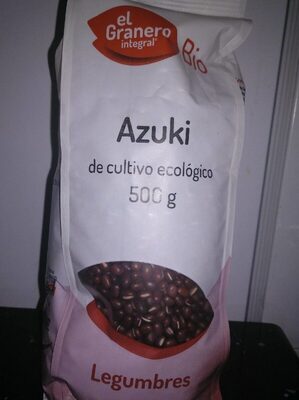 el
Granero
integral
Bio
Azuki
de cultivo ecológico
500 g
Legumbres